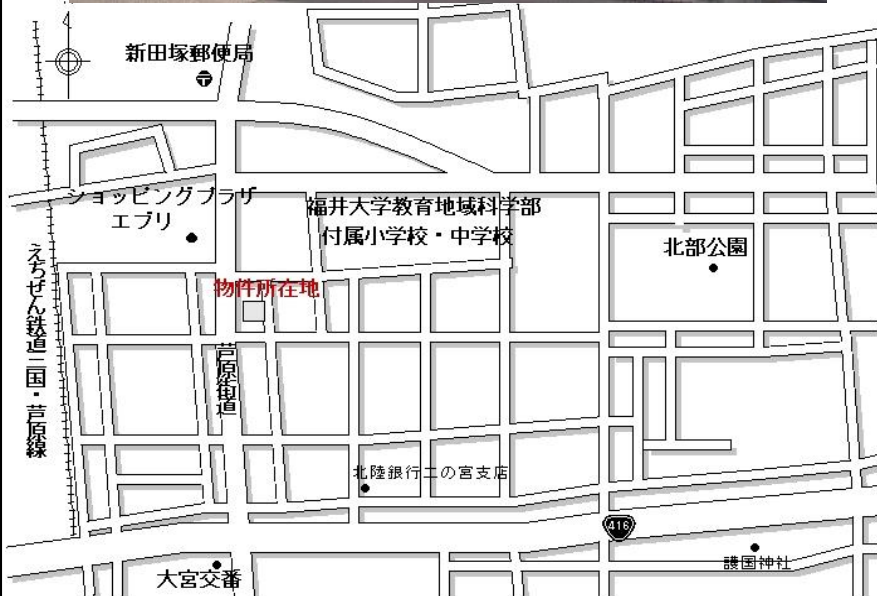 新田塚郵便局
ショッピングプラザ
エブリ
福井大学教育地域科学部
付属小学校・中学校
北部公園
えちぜん鉄道三国・芦原線
物件所在地
芦原街道
北陸銀行二の宮支店
416
護国神社
大宮交番